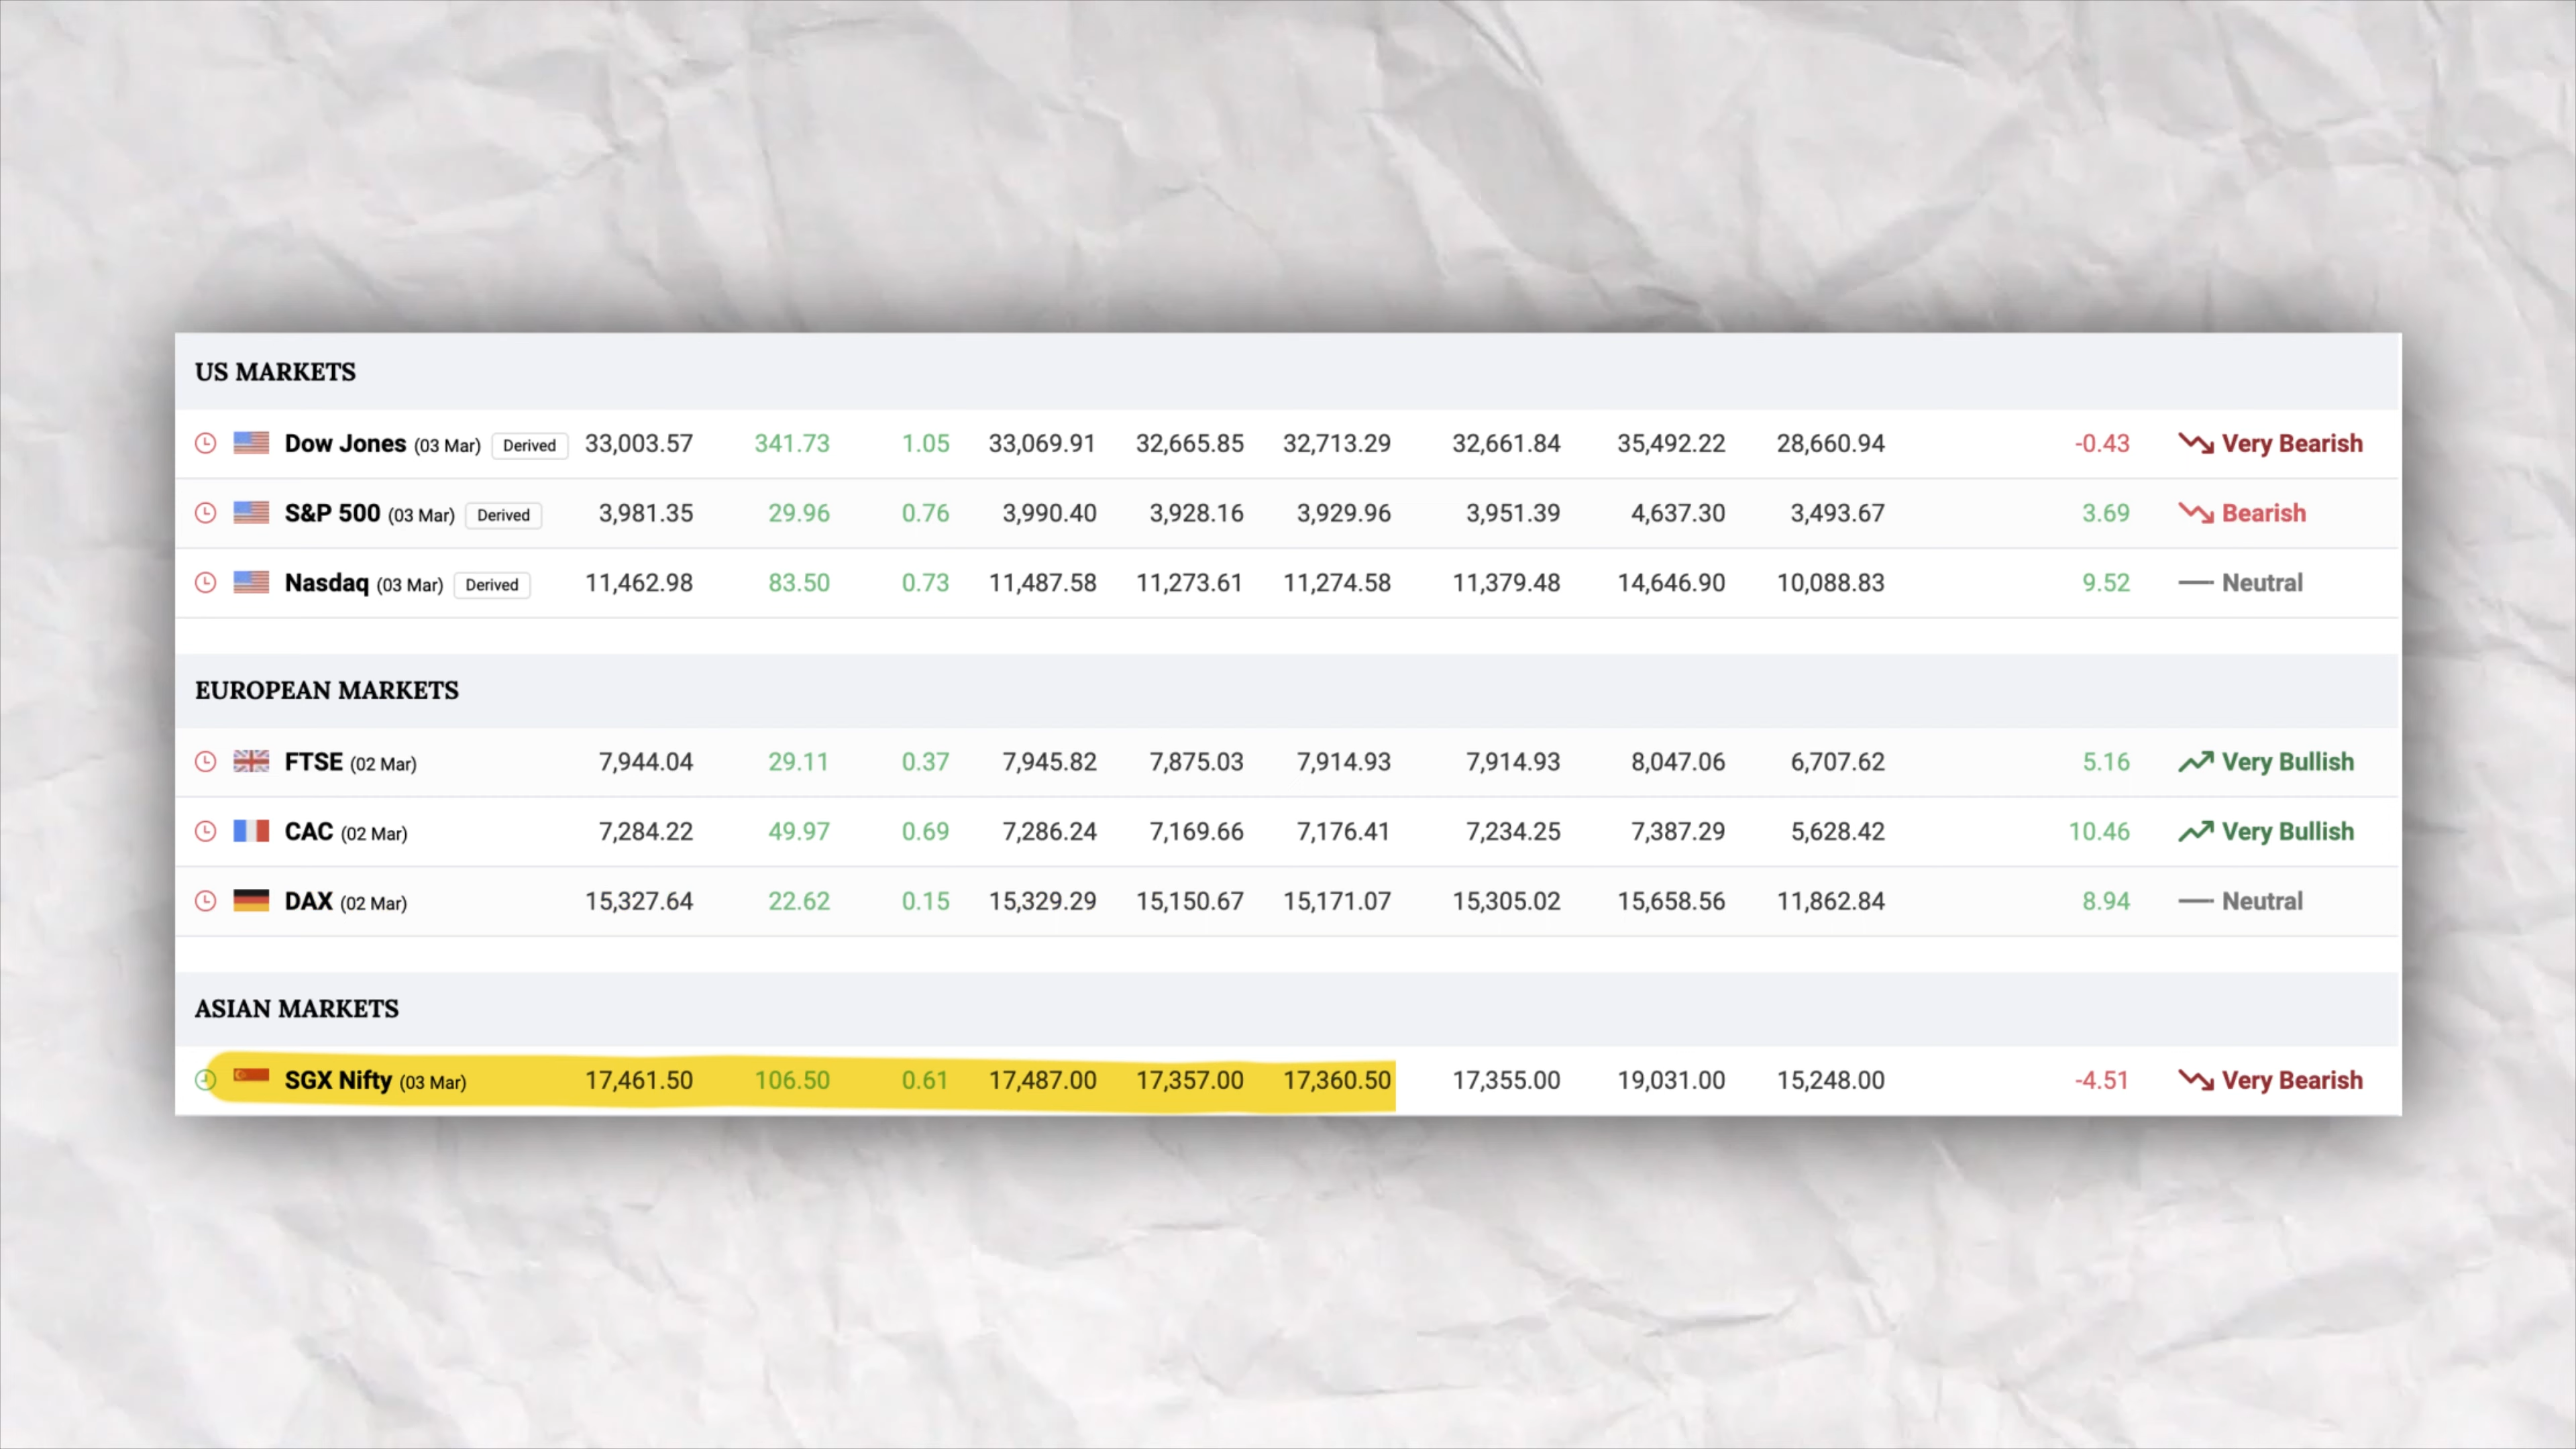 US MARKETS
Dow Jones (03 Mar) Derived 33,003.57 341.73 1.05 33,069.91 32,665.85 32,713.29 32,661.84 35,492.22 28,660.94 -0.43 Very Bearish
S&P 500 (03 Mar) Derived 3,981.35 29.96 0.76 3,990.40 3,928.16 3,929.96 3,951.39 4,637.30 3,493.67 3.69 Bearish
Nasdaq (03 Mar) Derived 11,462.98 83.50 0.73 11,487.58 11,273.61 11,274.58 11,379.48 14,646.90 10,088.83 9.52 Neutral
EUROPEAN MARKETS
FTSE (02 Mar) 7,944.04 29.11 0.37 7,945.82 7,875.03 7,914.93 7,914.93 8,047.06 6,707.62 5.16 Very Bullish
CAC (02 Mar) 7,284.22 49.97 0.69 7,286.24 7,169.66 7,176.41 7,234.25 7,387.29 5,628.42 10.46 Very Bullish
DAX (02 Mar) 15,327.64 22.62 0.15 15,329.29 15,150.67 15,171.07 15,305.02 15,658.56 11,862.84 8.94 Neutral
ASIAN MARKETS
SGX Nifty (03 Mar) 17,461.50 106.50 0.61 17,487.00 17,357.00 17,360.50 17,355.00 19,031.00 15,248.00 -4.51 Very Bearish